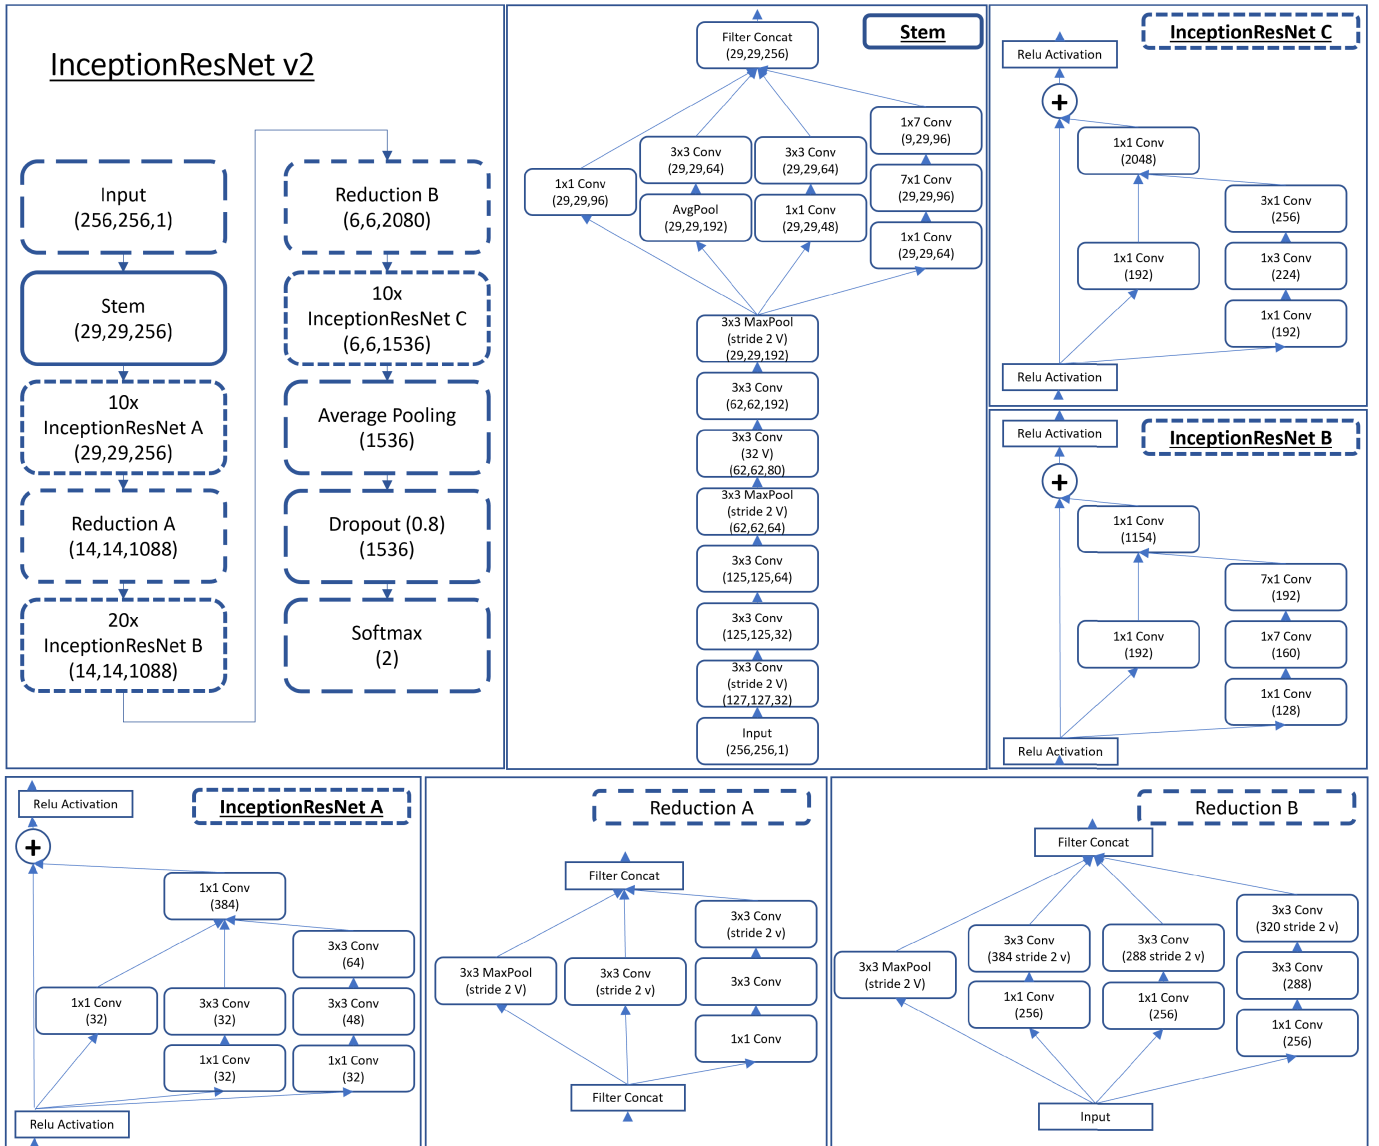 InceptionResNet v2
Input
(256,256,1)
Stem
(29,29,256)
10x
InceptionResNet A
(29,29,256)
Reduction A
(14,14,1088)
20x
InceptionResNet B
(14,14,1088)
Reduction B
(6,6,2080)
10x
InceptionResNet C
(6,6,1536)
Average Pooling
(1536)
Dropout (0.8)
(1536)
Softmax
(2)
Stem
Filter Concat
(29,29,256)
1x1 Conv
(29,29,96)
3x3 Conv
(29,29,64)
AvgPool
(29,29,192)
3x3 Conv
(29,29,64)
1x1 Conv
(29,29,48)
1x7 Conv
(9,29,96)
7x1 Conv
(29,29,96)
1x1 Conv
(29,29,64)
3x3 MaxPool
(stride 2 V)
(29,29,192)
3x3 Conv
(62,62,192)
3x3 Conv
(32 V)
(62,62,80)
3x3 MaxPool
(stride 2 V)
(62,62,64)
3x3 Conv
(125,125,64)
3x3 Conv
(125,125,32)
3x3 Conv
(stride 2 V)
(127,127,32)
Input
(256,256,1)
InceptionResNet C
Relu Activation
+
1x1 Conv
(2048)
1x1 Conv
(192)
3x1 Conv
(256)
1x3 Conv
(224)
1x1 Conv
(192)
Relu Activation
InceptionResNet B
Relu Activation
+
1x1 Conv
(1154)
1x1 Conv
(192)
7x1 Conv
(192)
1x7 Conv
(160)
1x1 Conv
(128)
Relu Activation
InceptionResNet A
Relu Activation
+
1x1 Conv
(384)
1x1 Conv
(32)
3x3 Conv
(32)
1x1 Conv
(32)
3x3 Conv
(64)
3x3 Conv
(48)
1x1 Conv
(32)
Relu Activation
Reduction A
Filter Concat
3x3 MaxPool
(stride 2 V)
3x3 Conv
(stride 2 v)
3x3 Conv
(stride 2 v)
3x3 Conv
1x1 Conv
Filter Concat
Reduction B
Filter Concat
3x3 MaxPool
(stride 2 V)
3x3 Conv
(384 stride 2 v)
1x1 Conv
(256)
3x3 Conv
(288 stride 2 v)
1x1 Conv
(256)
3x3 Conv
(320 stride 2 v)
3x3 Conv
(288)
1x1 Conv
(256)
Input